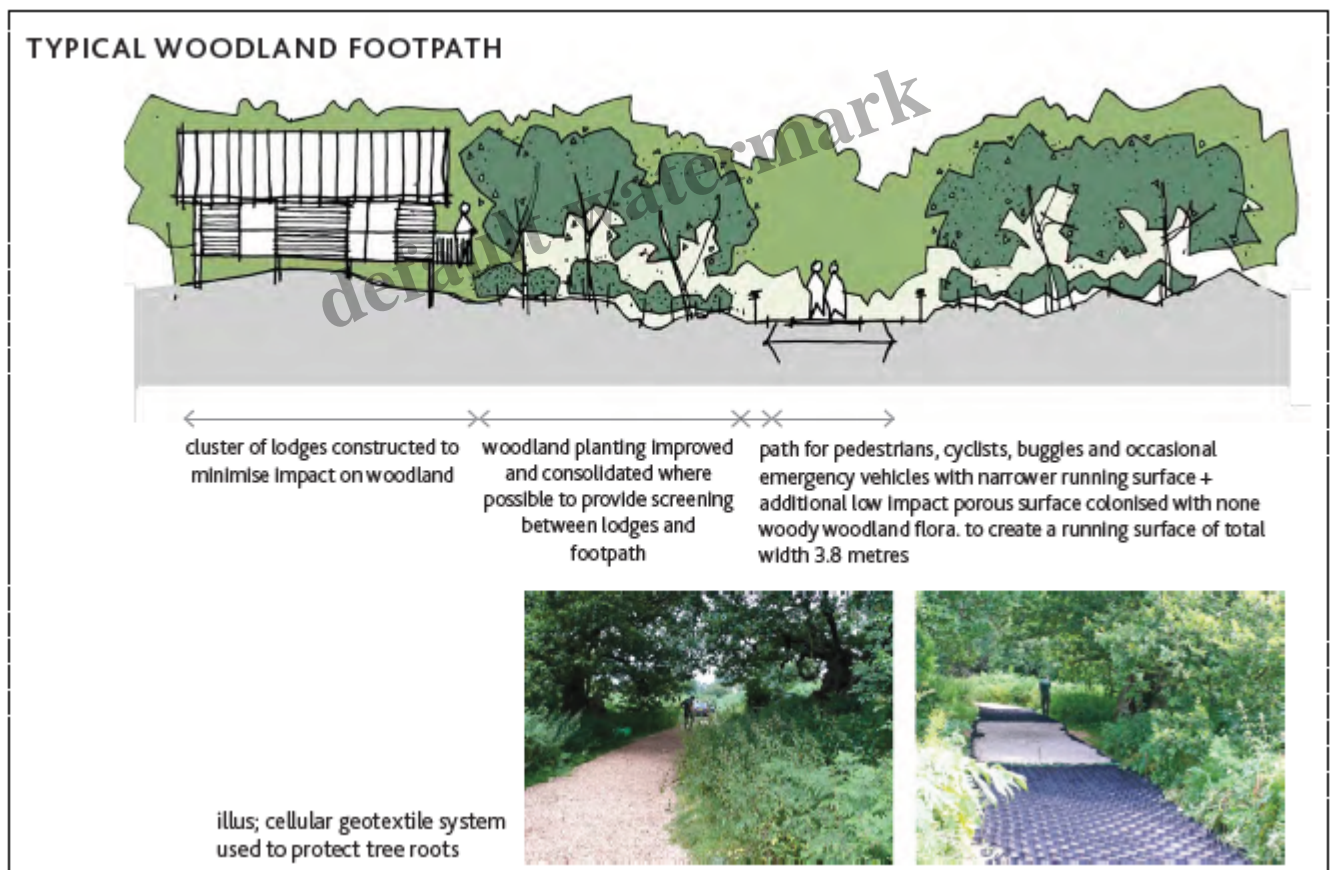 TYPICAL WOODLAND FOOTPATH
default watermark
cluster of lodges constructed to
minimise impact on woodland
woodland planting improved
and consolidated where
possible to provide screening
between lodges and
footpath
path for pedestrians, cyclists, buggies and occasional
emergency vehicles with narrower running surface +
additional low impact porous surface colonised with none
woody woodland flora. to create a running surface of total
width 3.8 metres
illus; cellular geotextile system
used to protect tree roots